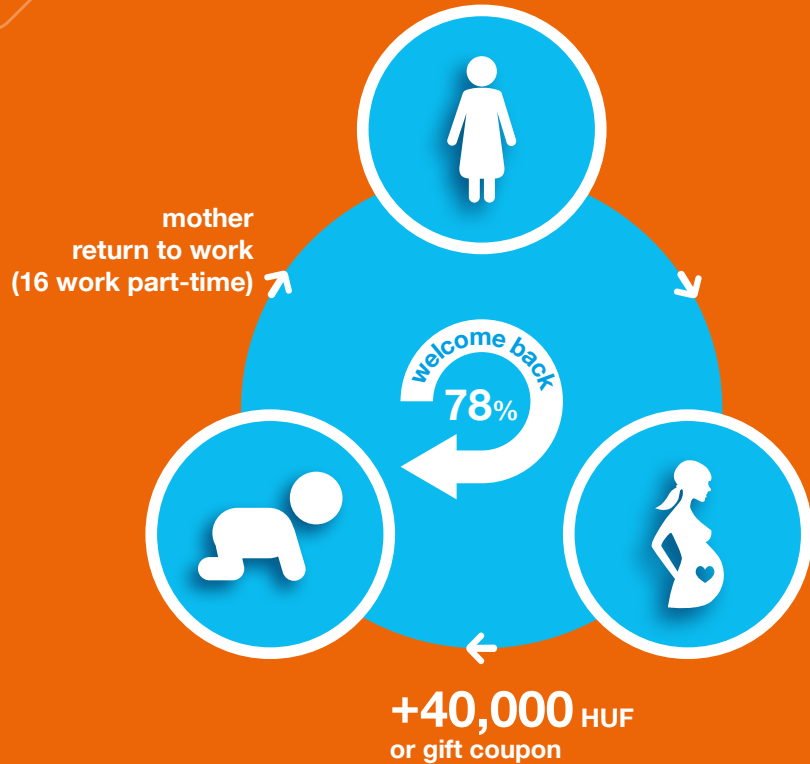 mother
return to work
(16 work part-time)
welcome back
78%
+40,000 HUF
or gift coupon